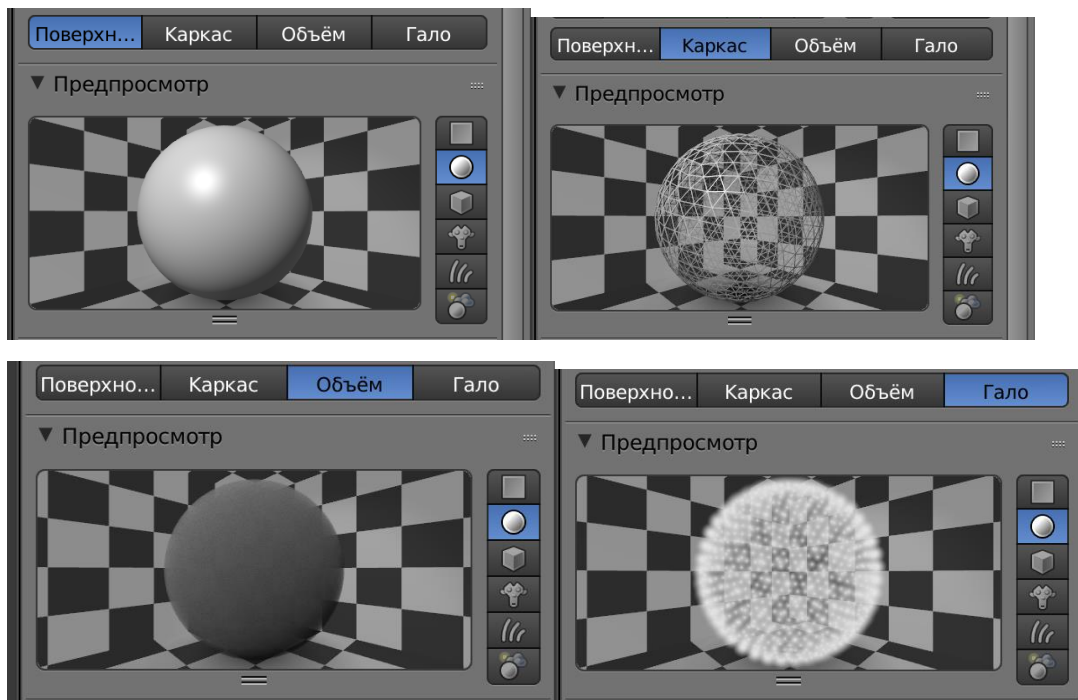 Поверхн... Каркас Объём Гало
Предпросмотр
Поверхн... Каркас Объём Гало
Предпросмотр
Поверхно... Каркас Объём Гало
Предпросмотр
Поверхно... Каркас Объём Гало
Предпросмотр